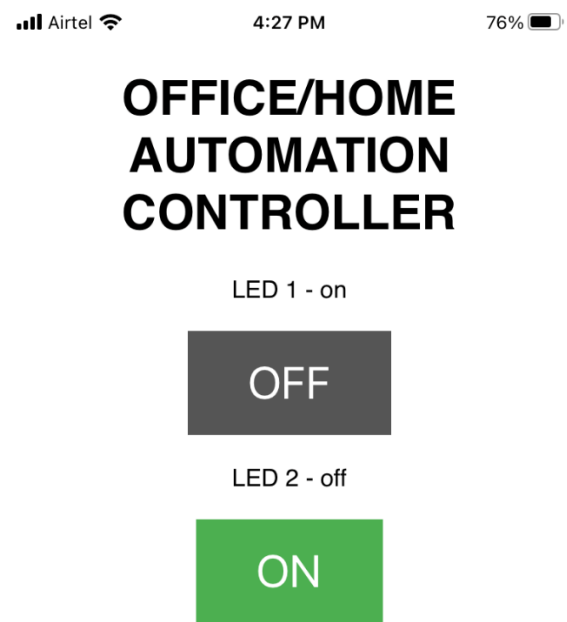 Airtel 4:27 PM 76%
OFFICE/HOME
AUTOMATION
CONTROLLER
LED 1 - on
OFF
LED 2 - off
ON